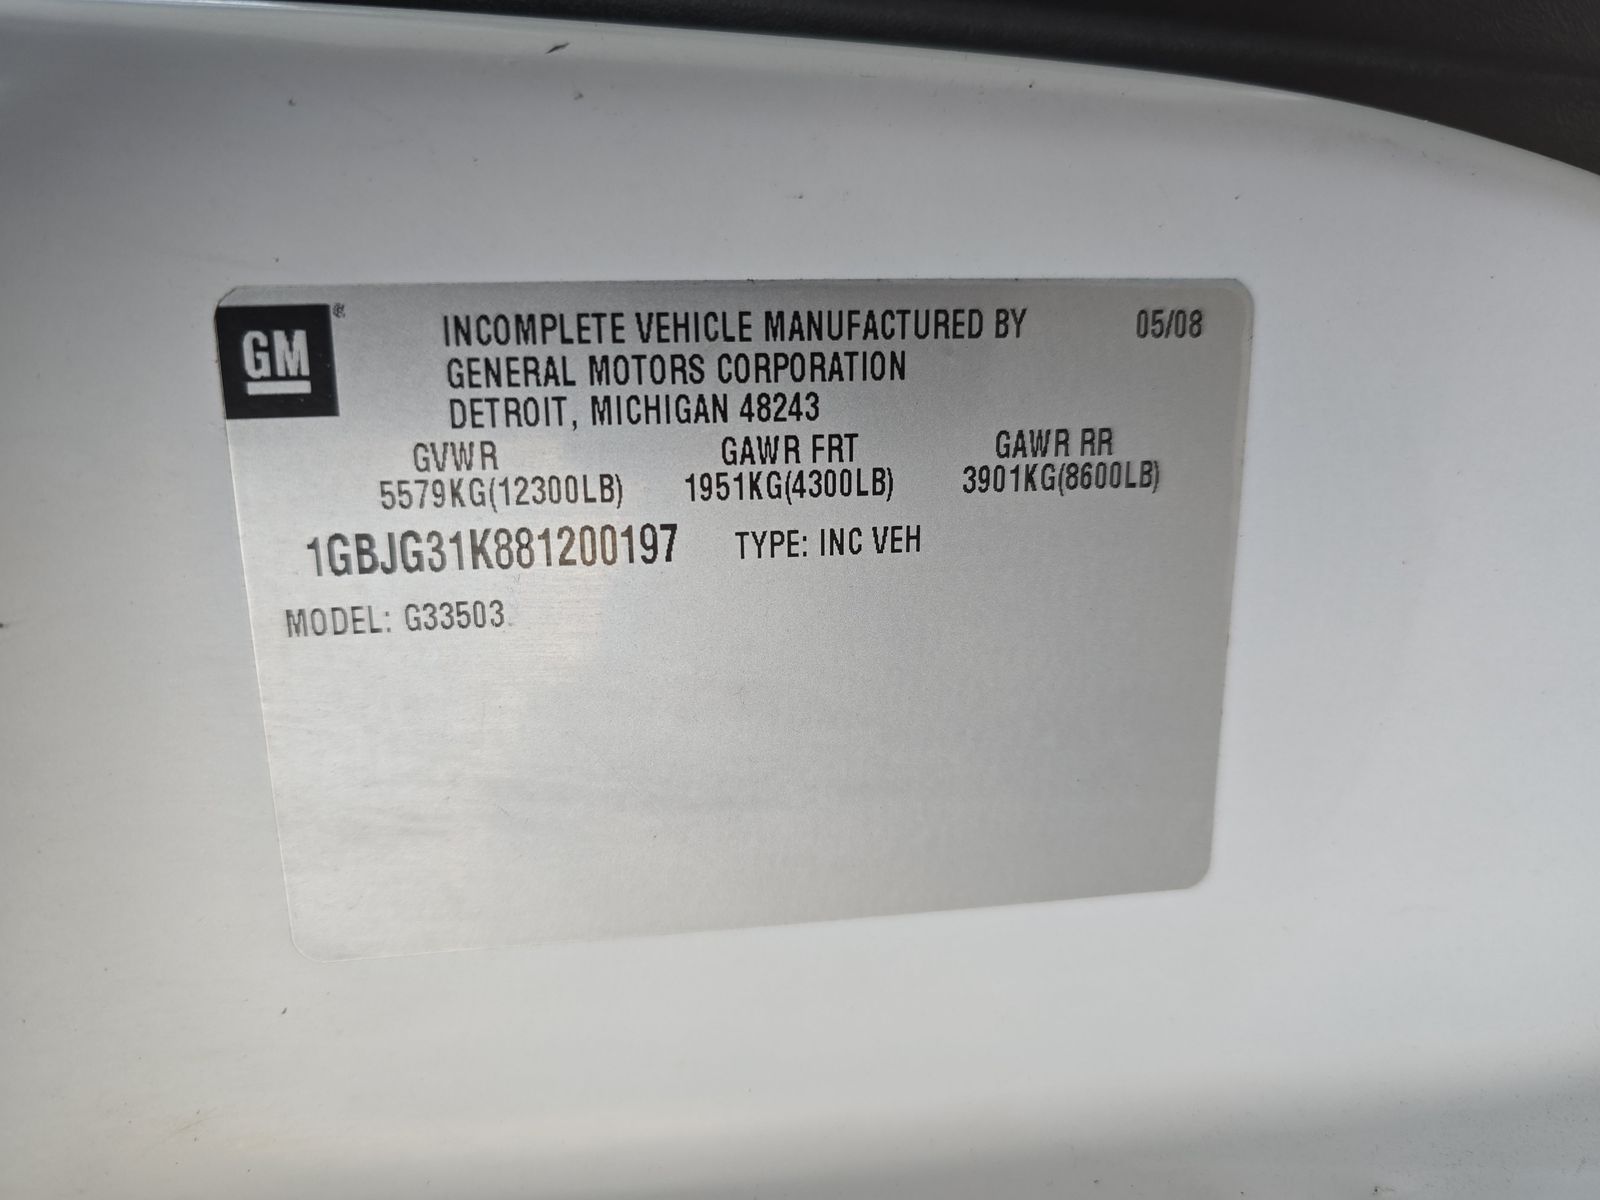 GM®
INCOMPLETE VEHICLE MANUFACTURED BY 05/08
GENERAL MOTORS CORPORATION
DETROIT, MICHIGAN 48243
GVWR GAWR FRT GAWR RR
5579KG(12300LB) 1951KG(4300LB) 3901KG(8600LB)
1GBJG31K881200197 TYPE: INC VEH
MODEL: G33503